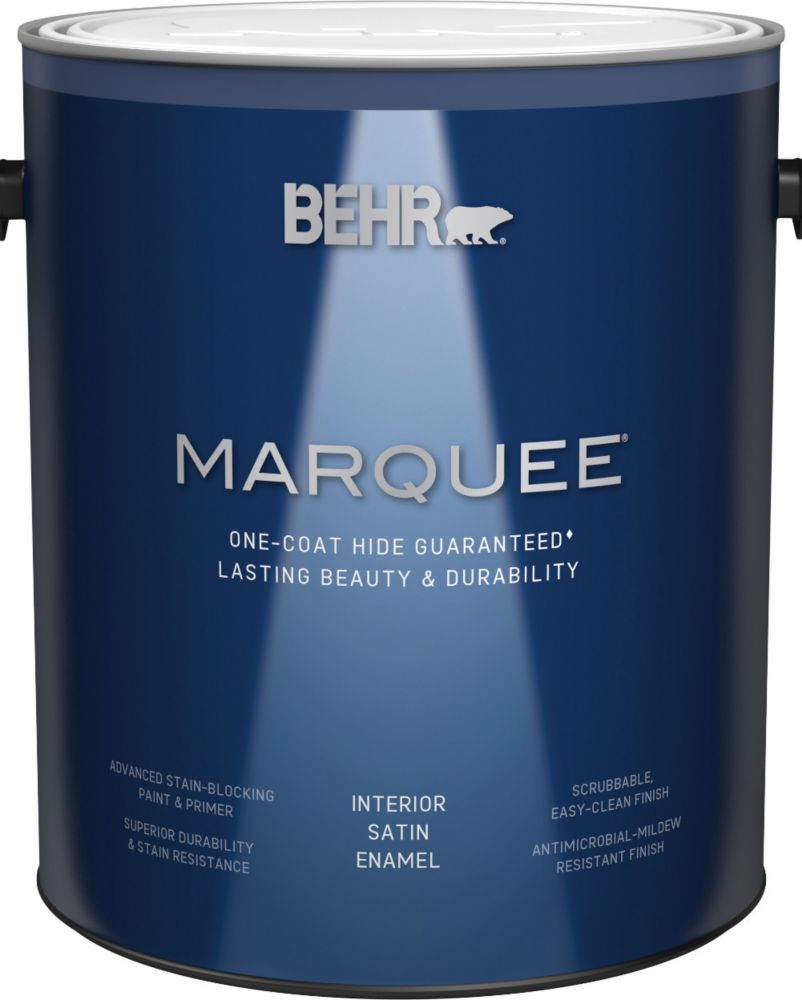 BEHR®
MARQUEE®
ONE-COAT HIDE GUARANTEED♦
LASTING BEAUTY & DURABILITY
ADVANCED STAIN-BLOCKING
PAINT & PRIMER
SUPERIOR DURABILITY
& STAIN RESISTANCE
INTERIOR
SATIN
ENAMEL
SCRUBBABLE,
EASY-CLEAN FINISH
ANTIMICROBIAL-MILDEW
RESISTANT FINISH